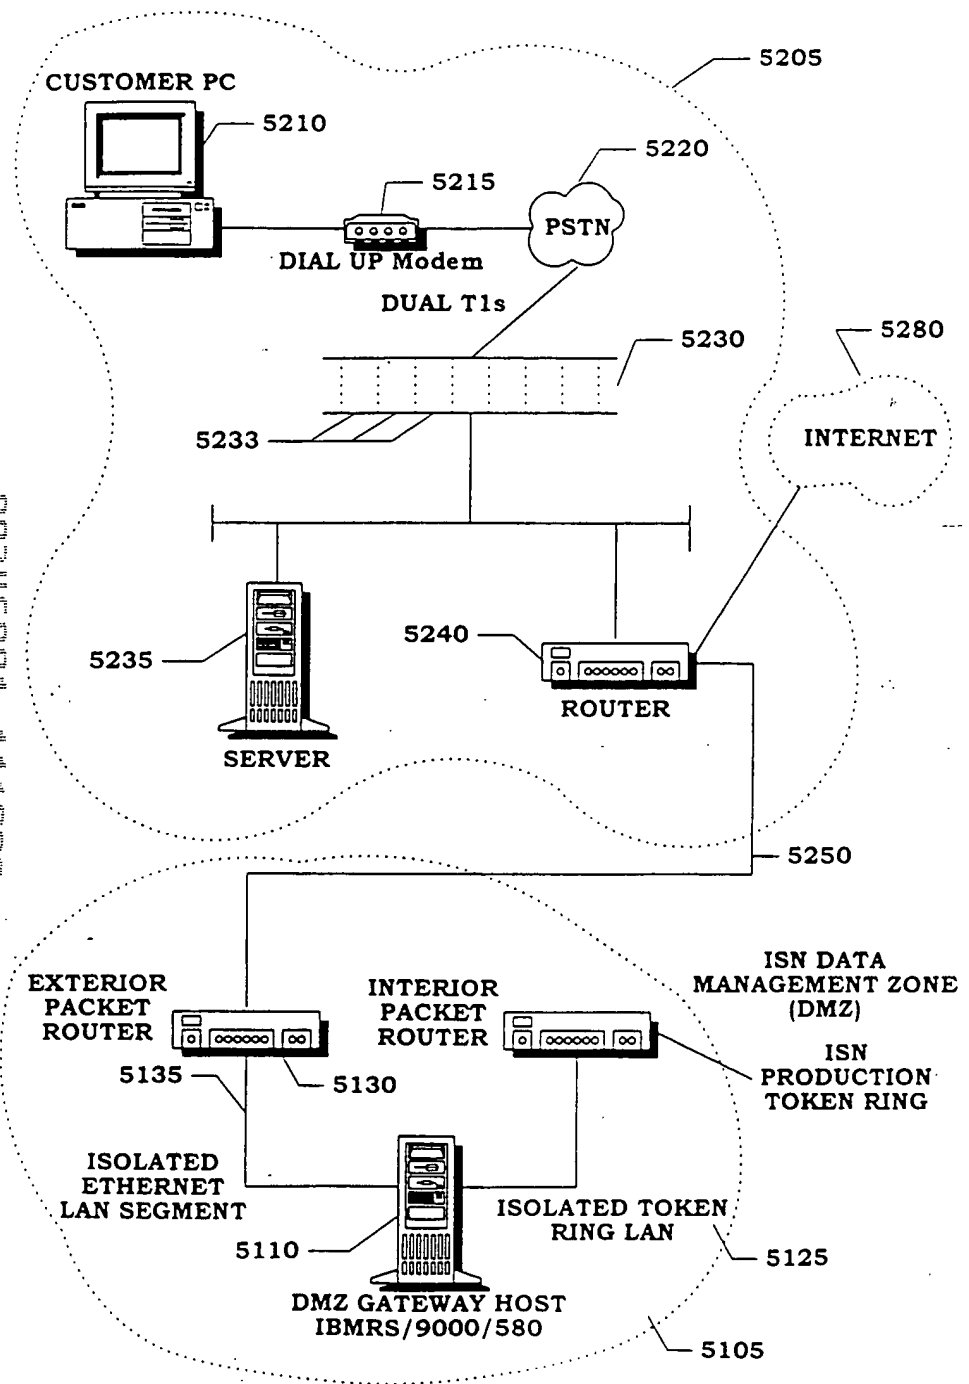 5205
CUSTOMER PC
5210
5220
5215
PSTN
DIAL UP Modem
DUAL T1s
5230
5280
5233
INTERNET
5240
5235
ROUTER
SERVER
5250
EXTERIOR
PACKET
ROUTER
INTERIOR
PACKET
ROUTER
ISN DATA
MANAGEMENT ZONE
(DMZ)
5135
5130
ISN
PRODUCTION
TOKEN RING
ISOLATED
ETHERNET
LAN SEGMENT
ISOLATED TOKEN
RING LAN
5110
5125
DMZ GATEWAY HOST
IBMRS/9000/580
5105